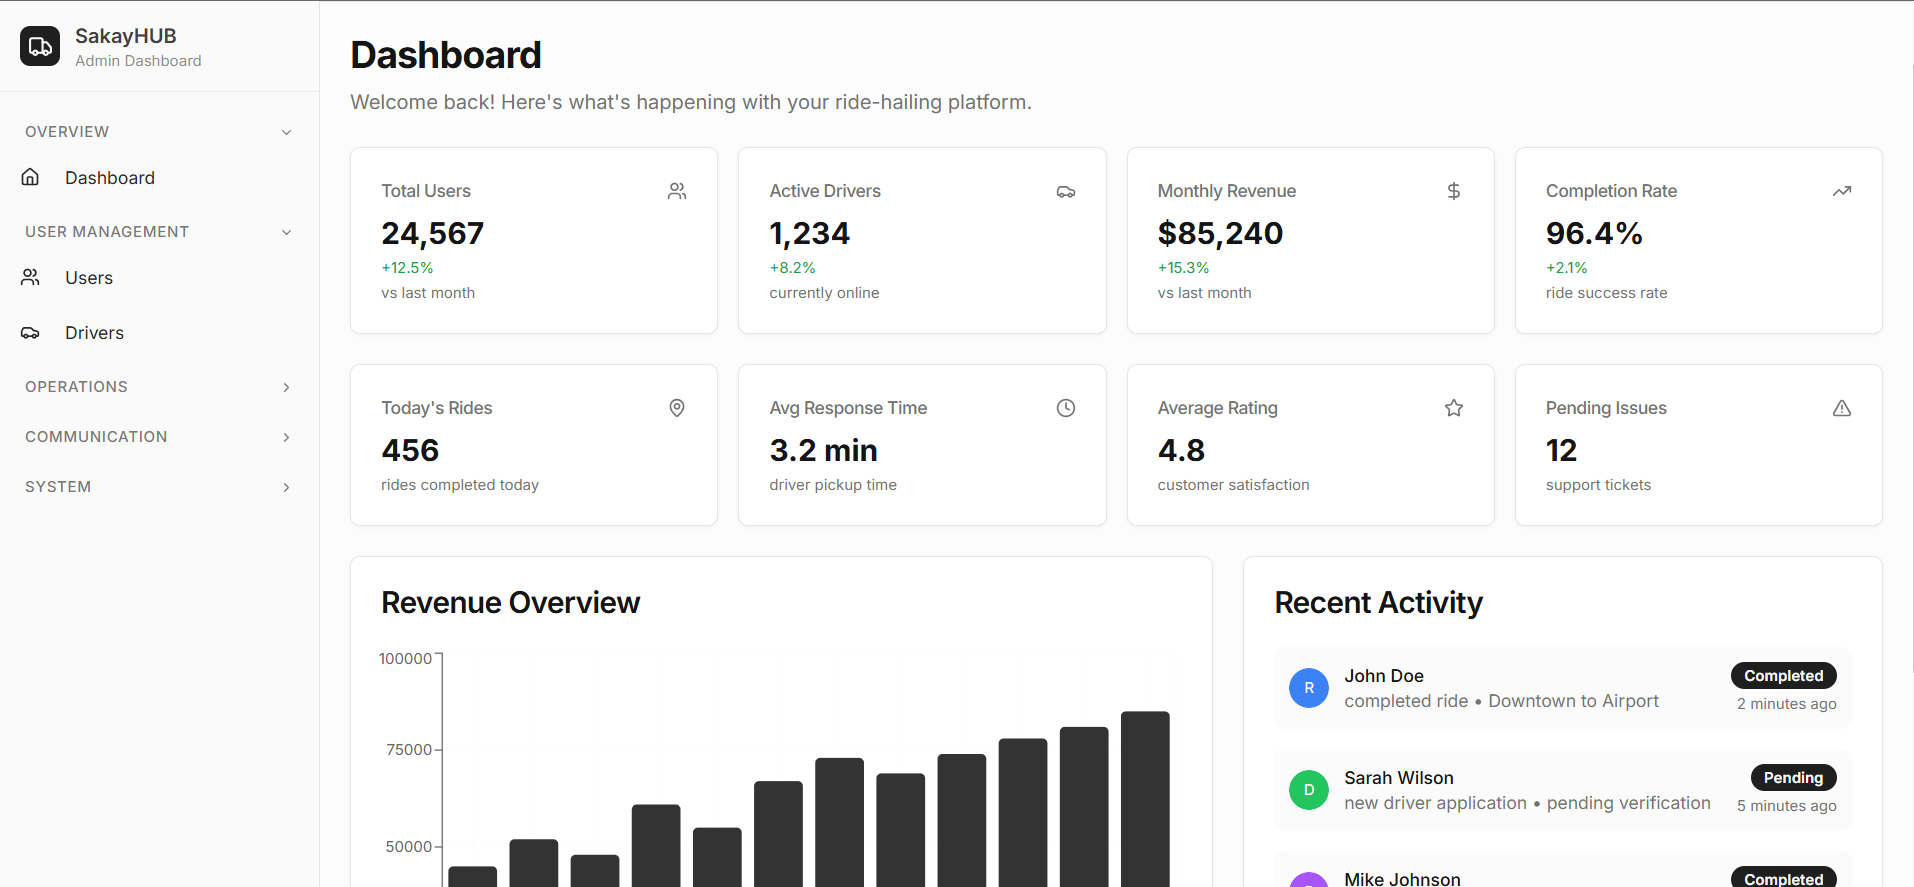 SakayHUB
Admin Dashboard
OVERVIEW
Dashboard
USER MANAGEMENT
Users
Drivers
OPERATIONS
COMMUNICATION
SYSTEM
Dashboard
Welcome back! Here's what's happening with your ride-hailing platform.
Total Users
24,567
+12.5%
vs last month
Active Drivers
1,234
+8.2%
currently online
Monthly Revenue
$85,240
+15.3%
vs last month
Completion Rate
96.4%
+2.1%
ride success rate
Today's Rides
456
rides completed today
Avg Response Time
3.2 min
driver pickup time
Average Rating
4.8
customer satisfaction
Pending Issues
12
support tickets
Revenue Overview
100000
75000
50000
Recent Activity
R
John Doe
completed ride • Downtown to Airport
Completed
2 minutes ago
D
Sarah Wilson
new driver application • pending verification
Pending
5 minutes ago
Mike Johnson
Completed